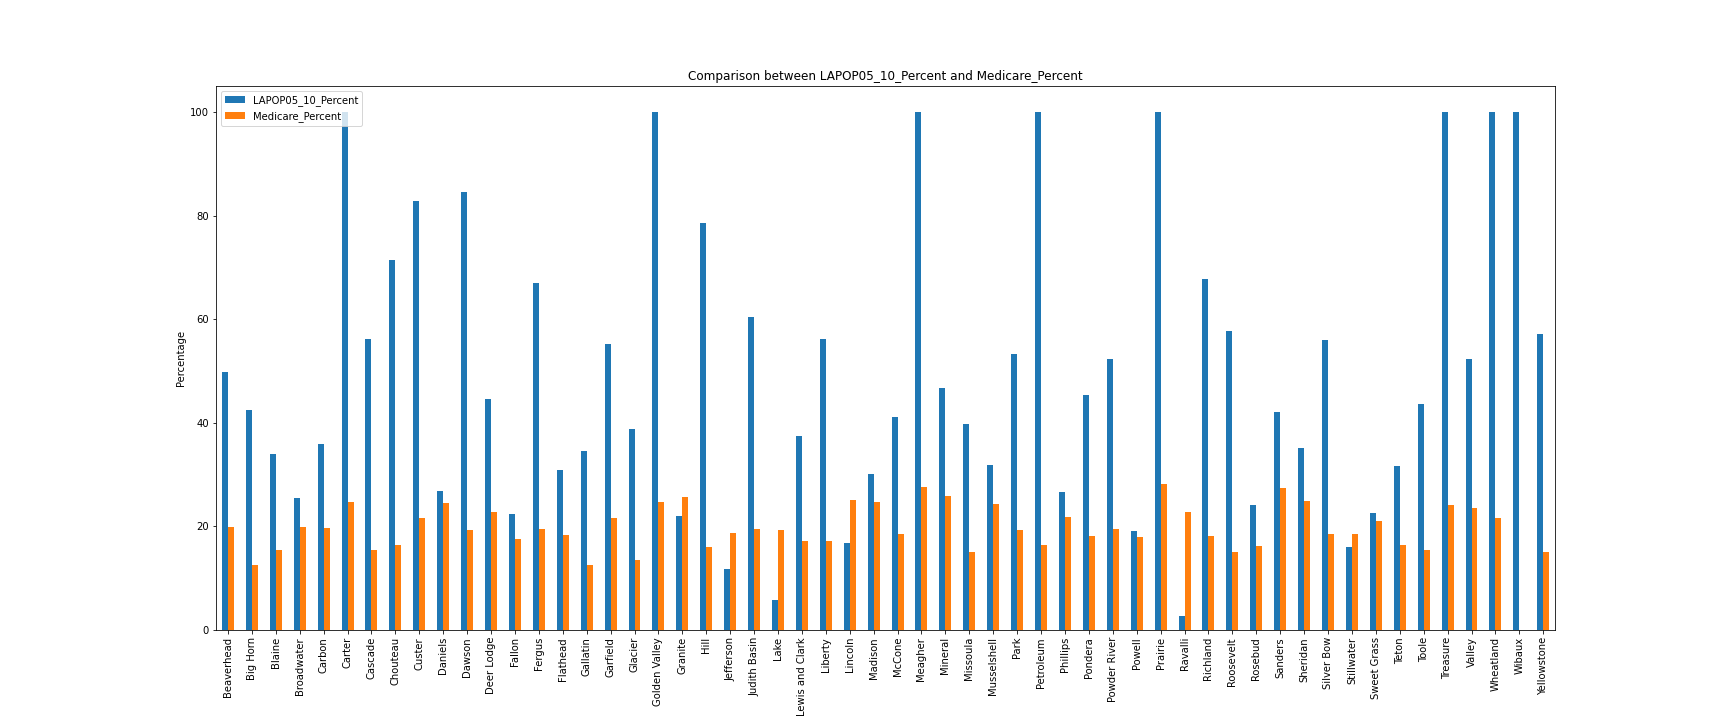 Comparison between LAPOP05_10_Percent and Medicare_Percent
LAPOP05_10_Percent
Medicare_Percent
Percentage
100
80
60
40
20
0
Beaverhead
Big Horn
Blaine
Broadwater
Carbon
Carter
Cascade
Chouteau
Custer
Daniels
Dawson
Deer Lodge
Fallon
Fergus
Flathead
Gallatin
Garfield
Glacier
Golden Valley
Granite
Hill
Jefferson
Judith Basin
Lake
Lewis and Clark
Liberty
Lincoln
Madison
McCone
Meagher
Mineral
Missoula
Musselshell
Park
Petroleum
Phillips
Pondera
Powder River
Powell
Prairie
Ravalli
Richland
Roosevelt
Rosebud
Sanders
Sheridan
Silver Bow
Stillwater
Sweet Grass
Teton
Toole
Treasure
Valley
Wheatland
Wibaux
Yellowstone